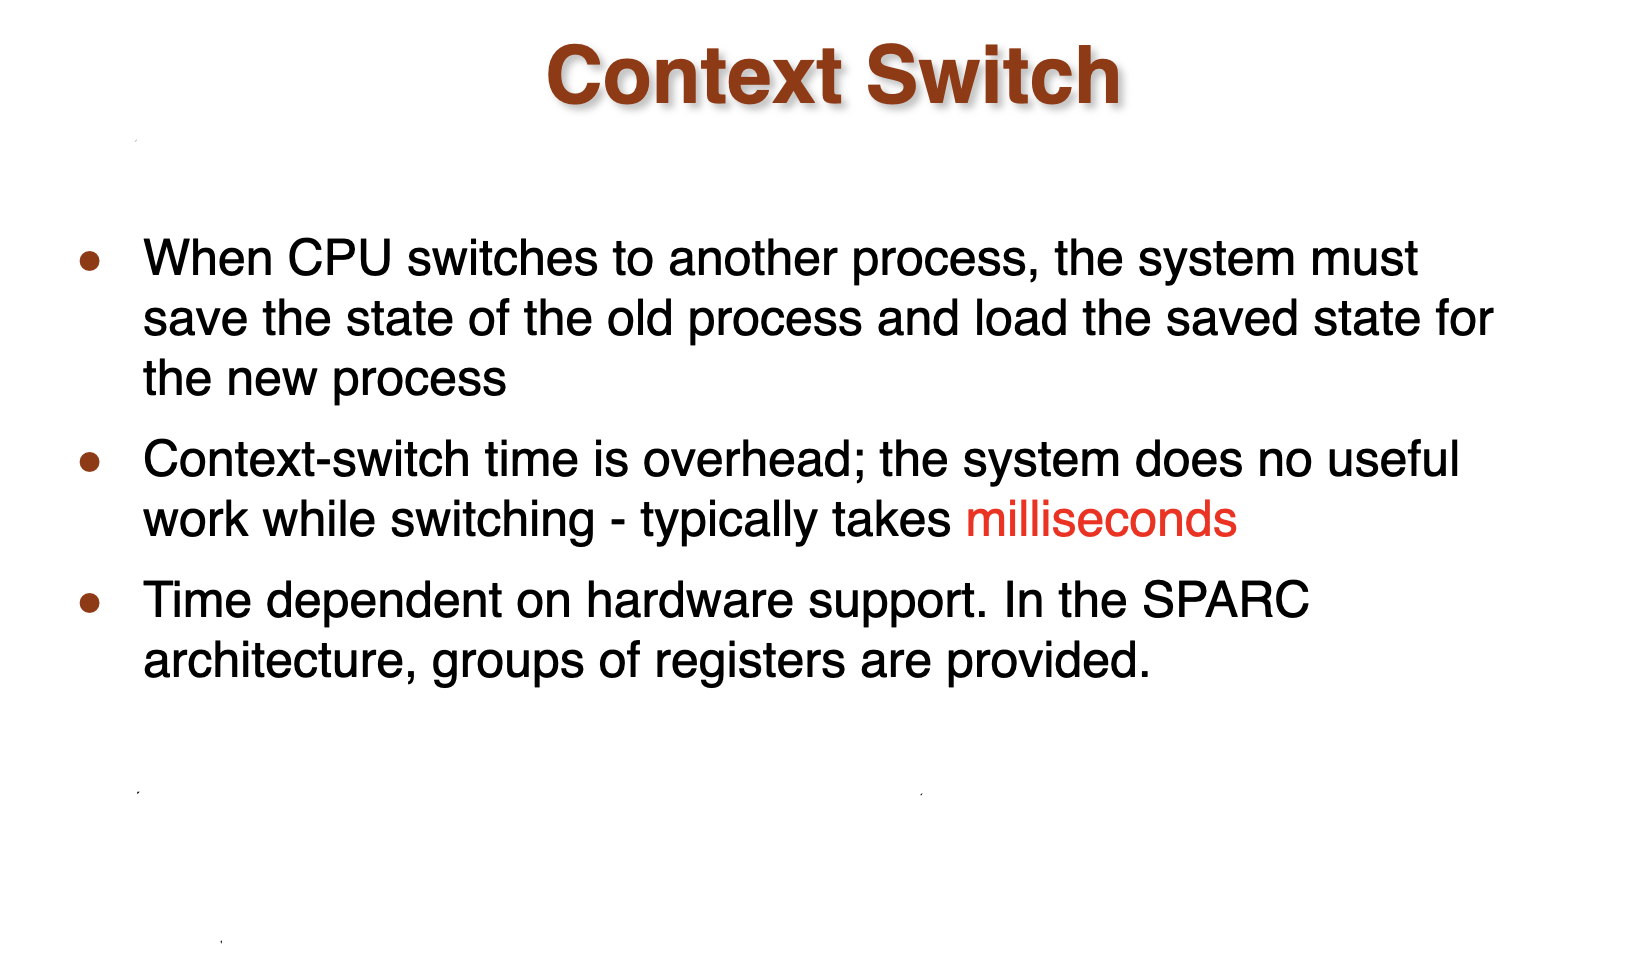 Context Switch
● When CPU switches to another process, the system must
save the state of the old process and load the saved state for
the new process
● Context-switch time is overhead; the system does no useful
work while switching - typically takes milliseconds
● Time dependent on hardware support. In the SPARC
architecture, groups of registers are provided.